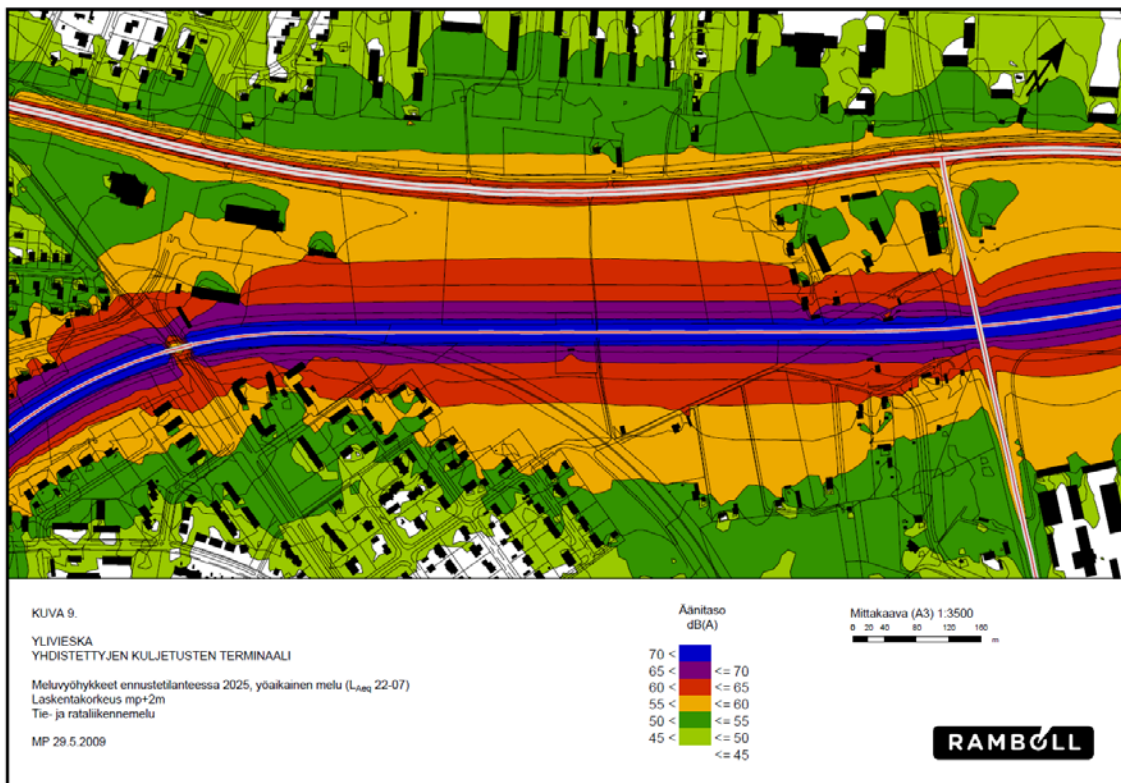 KUVA 9.
YLIVIESKA
YHDISTETTYJEN KULJETUSTEN TERMINAALI
Meluvyöhykkeet ennustetilanteessa 2025, yöaikainen melu (LAeq 22-07)
Laskentakorkeus mp+2m
Tie- ja rataliikennemelu
MP 29.5.2009
Äänitaso
dB(A)
70 <
65 < <= 70
60 < <= 65
55 < <= 60
50 < <= 55
45 < <= 50
<= 45
Mittakaava (A3) 1:3500
0 20 40 80 120 160
m
RAMBOLL